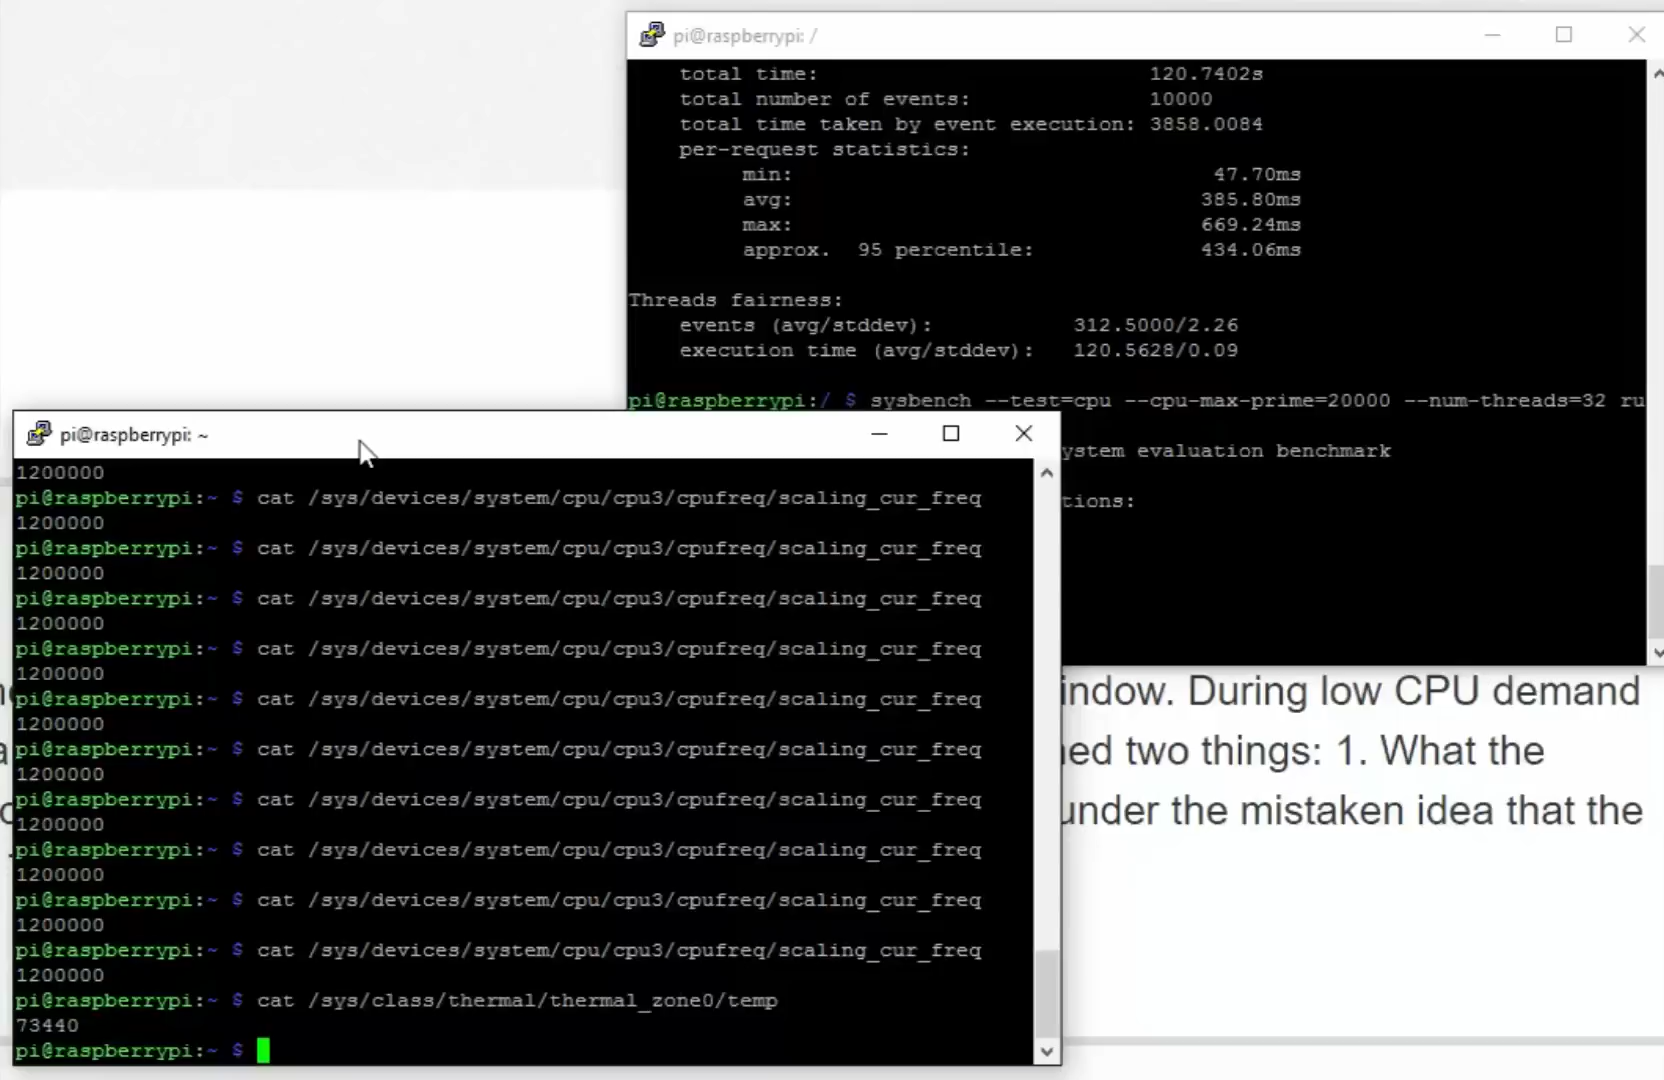 pi@raspberrypi: /
total time: 120.7402s
total number of events: 10000
total time taken by event execution: 3858.0084
per-request statistics:
min: 47.70ms
avg: 385.80ms
max: 669.24ms
approx. 95 percentile: 434.06ms
Threads fairness:
events (avg/stddev): 312.5000/2.26
execution time (avg/stddev): 120.5628/0.09
pi@raspberrypi:/ $ sysbench --test=cpu --cpu-max-prime=20000 --num-threads=32 ru
ystem evaluation benchmark
tions:
pi@raspberrypi: ~
1200000
pi@raspberrypi:~ $ cat /sys/devices/system/cpu/cpu3/cpufreq/scaling_cur_freq
1200000
pi@raspberrypi:~ $ cat /sys/devices/system/cpu/cpu3/cpufreq/scaling_cur_freq
1200000
pi@raspberrypi:~ $ cat /sys/devices/system/cpu/cpu3/cpufreq/scaling_cur_freq
1200000
pi@raspberrypi:~ $ cat /sys/devices/system/cpu/cpu3/cpufreq/scaling_cur_freq
1200000
pi@raspberrypi:~ $ cat /sys/devices/system/cpu/cpu3/cpufreq/scaling_cur_freq
1200000
pi@raspberrypi:~ $ cat /sys/devices/system/cpu/cpu3/cpufreq/scaling_cur_freq
1200000
pi@raspberrypi:~ $ cat /sys/devices/system/cpu/cpu3/cpufreq/scaling_cur_freq
1200000
pi@raspberrypi:~ $ cat /sys/devices/system/cpu/cpu3/cpufreq/scaling_cur_freq
1200000
pi@raspberrypi:~ $ cat /sys/devices/system/cpu/cpu3/cpufreq/scaling_cur_freq
1200000
pi@raspberrypi:~ $ cat /sys/devices/system/cpu/cpu3/cpufreq/scaling_cur_freq
1200000
pi@raspberrypi:~ $ cat /sys/class/thermal/thermal_zone0/temp
73440
pi@raspberrypi:~ $
indow. During low CPU demand
ed two things: 1. What the
under the mistaken idea that the